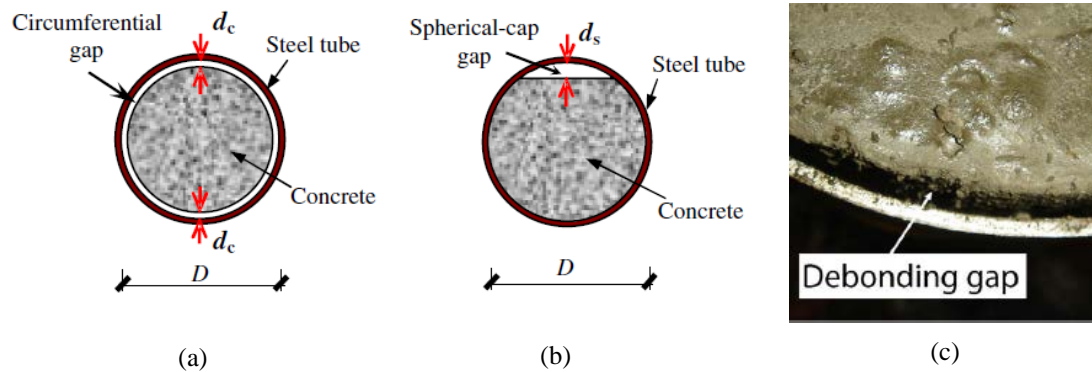 Circumferential
gap
d_c
Steel tube
Concrete
d_c
D
(a)
Spherical-cap
gap
d_s
Steel tube
Concrete
D
(b)
Debonding gap
(c)